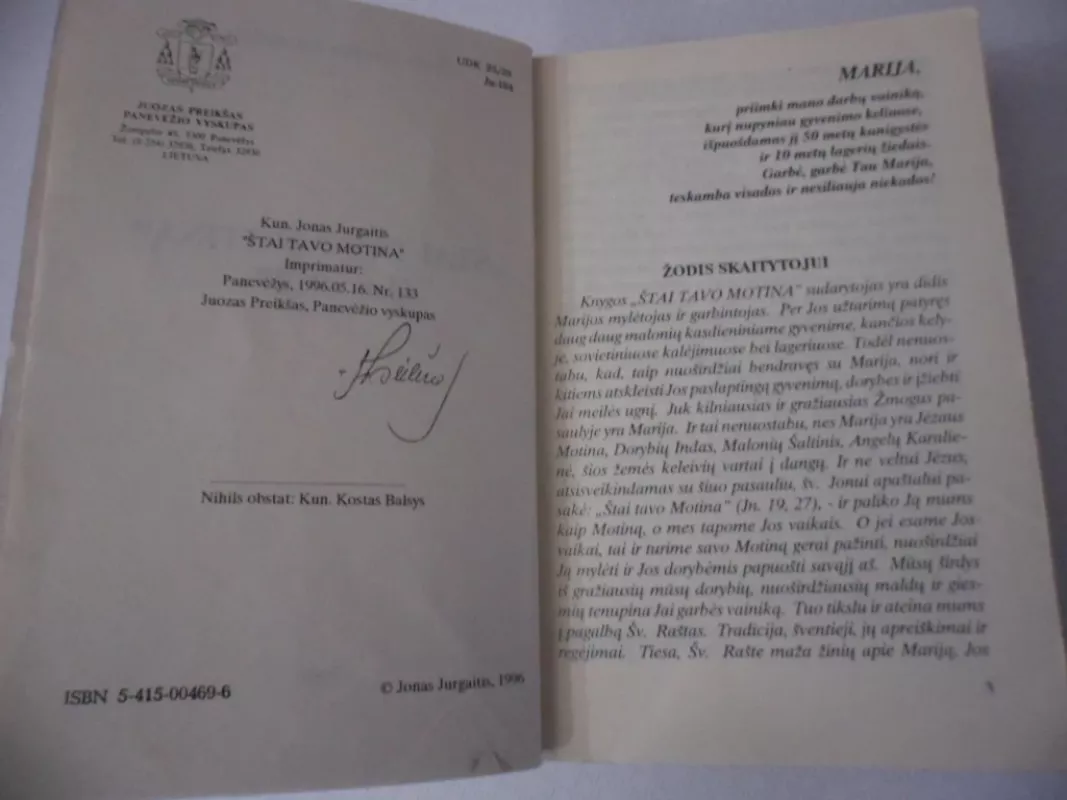 UDK
JUOZAS PREIKŠAS
PANEVĖŽIO VYSKUPAS
Panevėžys
LIETUVA
Kun. Jonas Jurgaitis
"ŠTAI TAVO MOTINA"
Imprimatur:
Panevėžys, 1996.05.16. Nr. 133
Juozas Preikšas, Panevėžio vyskupas
Nihils obstat: Kun. Kostas Balsys
© Jonas Jurgaitis, 1996
ISBN 5-415-00469-6
MARIJA,
priimki mano darbų vainiką,
kurį nupyniau gyvenimo keliuose,
išpuošdamas jį 50 metų kunigystės
ir 10 metų lagerių žiedais.
Garbė, garbė Tau Marija,
teskamba visados ir nesiliauja niekados!
ŽODIS SKAITYTOJUI
Knygos „ŠTAI TAVO MOTINA" sudarytojas yra didis
Marijos mylėtojas ir garbintojas. Per Jos užtarimą patyręs
daug daug malonių kasdieniniame gyvenime, kančios kely-
je, sovietiniuose kalėjimuose bei lageriuose. Todėl nenuos-
tabu, kad, taip nuoširdžiai bendravęs su Marija, nori ir
kitiems atskleisti Jos paslaptingą gyvenimą, dorybes ir įžiebti
Jai meilės ugnį. Juk kilniausias ir gražiausias Žmogus pa-
saulyje yra Marija. Ir tai nenuostabu, nes Marija yra Jėzaus
Motina, Dorybių Indas, Malonių Šaltinis, Angelų Karalie-
nė, šios žemės keleivių vartai į dangų. Ir ne veltui Jėzus,
atsisveikindamas su šiuo pasauliu, šv. Jonui apaštalui pa-
sakė: „Štai tavo Motina" (Jn. 19, 27), - ir paliko Ją mums
kaip Motiną, o mes tapome Jos vaikais. O jei esame Jos
vaikai, tai ir turime savo Motiną gerai pažinti, nuoširdžiai
Ją mylėti ir Jos dorybėmis papuošti savąjį aš. Mūsų širdys
iš gražiausių mūsų dorybių, nuoširdžiausių maldų ir gies-
mių tenupina Jai garbės vainiką. Tuo tikslu ir ateina mums
į pagalbą Šv. Raštas. Tradicija, šventieji, jų apreiškimai ir
regėjimai. Tiesa, Šv. Rašte maža žinių apie Mariją, Jos